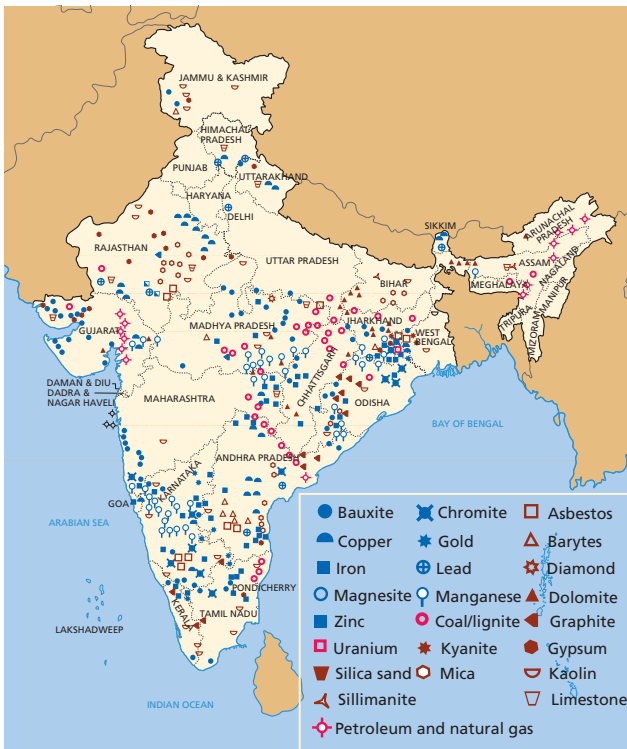 JAMMU & KASHMIR
HIMACHAL
PRADESH
PUNJAB
UTTARAKHAND
HARYANA
DELHI
SIKKIM
ARUNACHAL
PRADESH
RAJASTHAN
UTTAR PRADESH
ASSAM
NAGALAND
BIHAR
MEGHALAYA
MANIPUR
TRIPURA
MIZORAM
GUJARAT
MADHYA PRADESH
JHARKHAND
WEST
BENGAL
CHHATTISGARH
DAMAN & DIU
DADRA &
NAGAR HAVELI
MAHARASHTRA
ODISHA
BAY OF BENGAL
ANDHRA PRADESH
KARNATAKA
GOA
ARABIAN SEA
PONDICHERRY
KERALA
TAMIL NADU
LAKSHADWEEP
INDIAN OCEAN
Bauxite
Chromite
Asbestos
Copper
Gold
Barytes
Iron
Lead
Diamond
Magnesite
Manganese
Dolomite
Zinc
Coal/lignite
Graphite
Uranium
Kyanite
Gypsum
Silica sand
Mica
Kaolin
Sillimanite
Limestone
Petroleum and natural gas